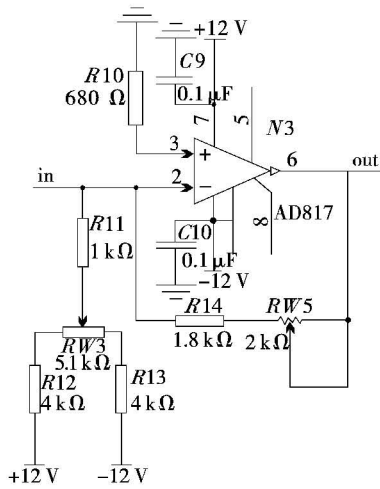 +12 V
C9
R10
680 Ω
0.1 μF
7
5
N3
3
+
6
out
in
2
−
8
AD817
R11
1 kΩ
C10
0.1 μF
−12 V
R14
RW5
1.8 kΩ
2 kΩ
RW3
5.1 kΩ
R12
4 kΩ
R13
4 kΩ
+12 V
−12 V